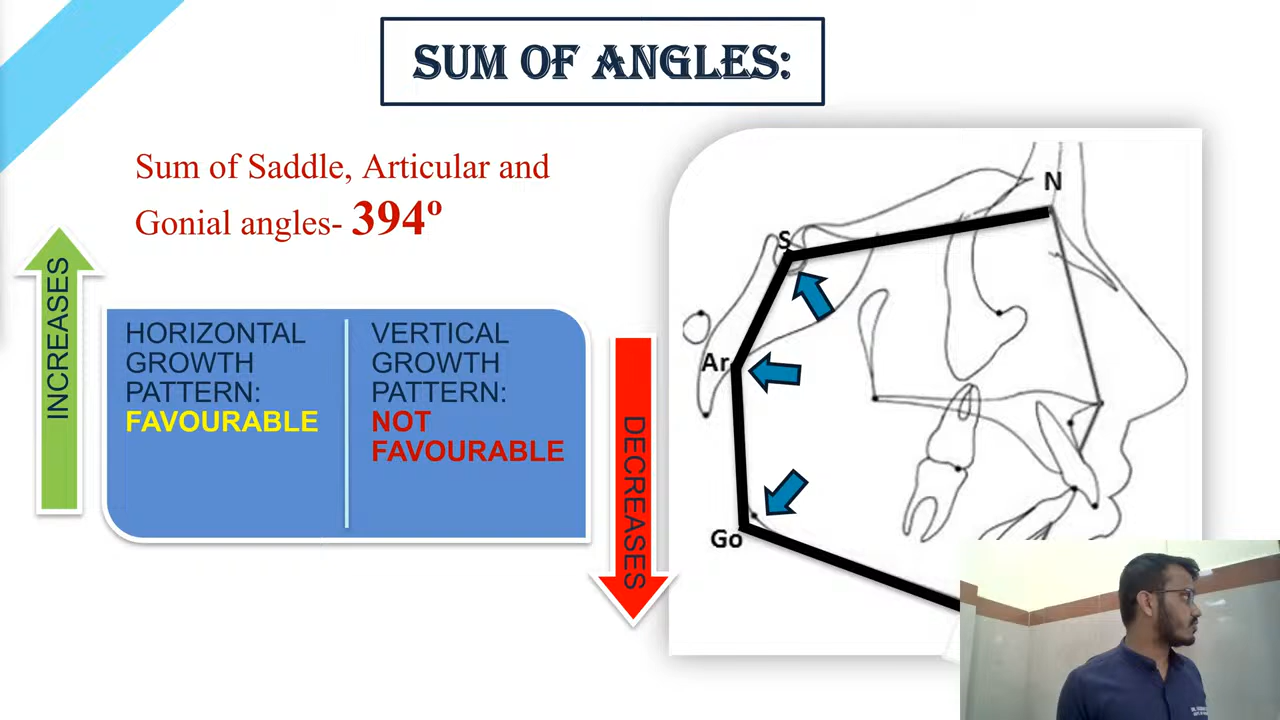 SUM OF ANGLES:
Sum of Saddle, Articular and
Gonial angles- 394º
INCREASES
HORIZONTAL
GROWTH
PATTERN:
FAVOURABLE
VERTICAL
GROWTH
PATTERN:
NOT
FAVOURABLE
DECREASES
N
S
Ar
Go